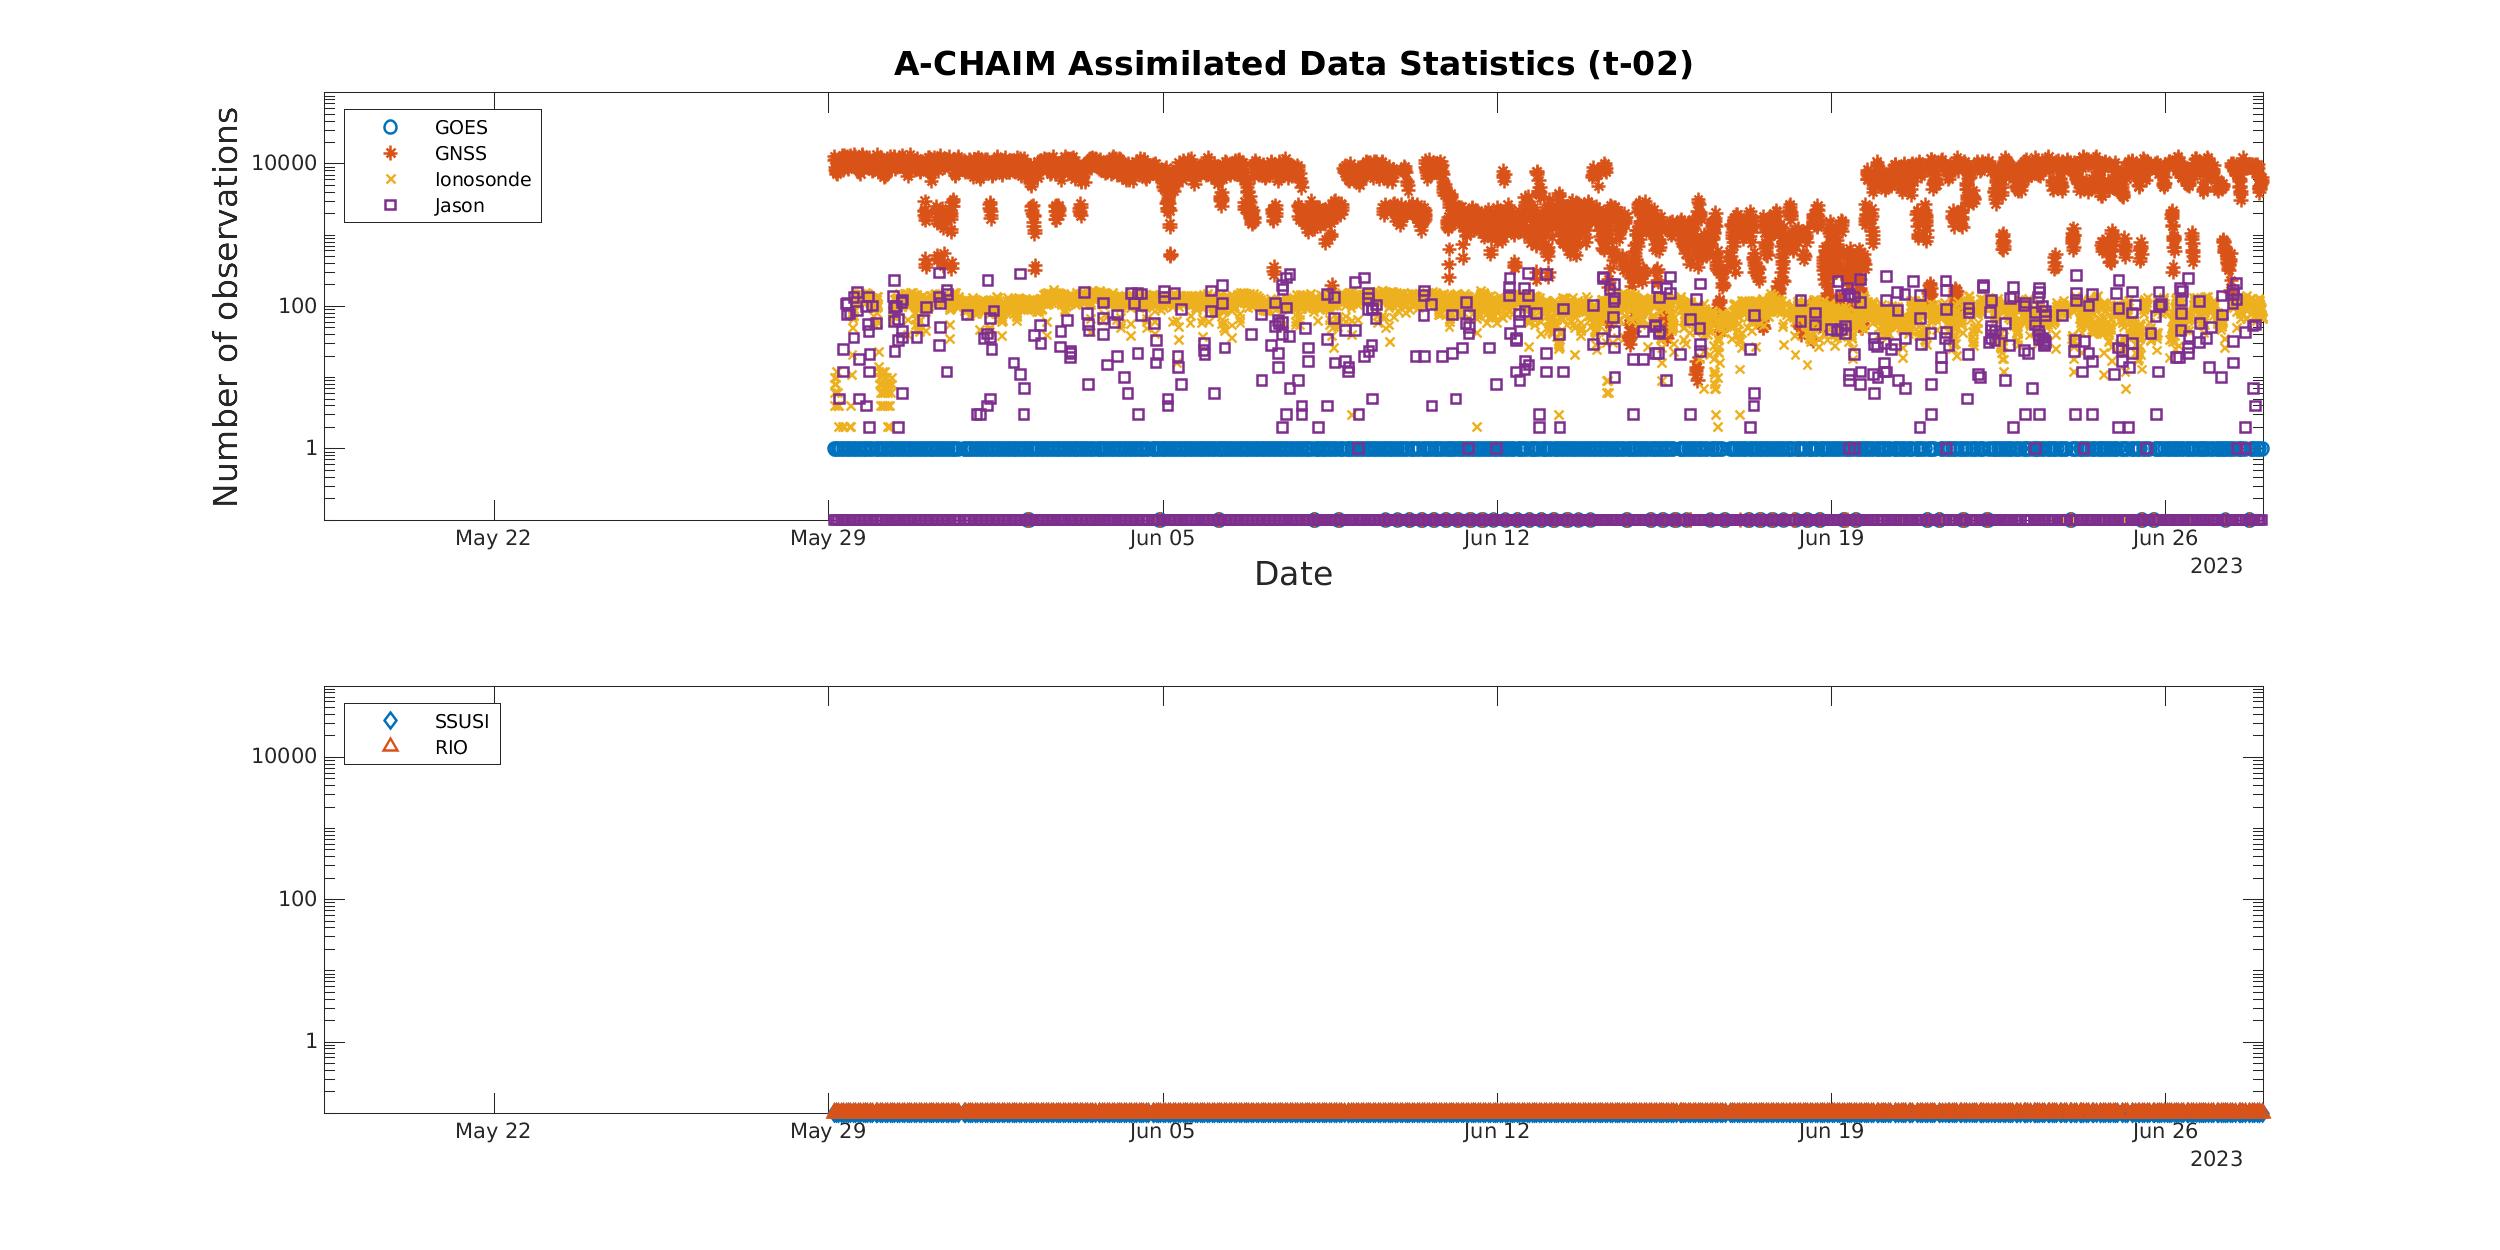 A-CHAIM Assimilated Data Statistics (t-02)
Number of observations
10000
100
1
GOES
GNSS
Ionosonde
Jason
May 22 May 29 Jun 05 Jun 12 Jun 19 Jun 26
2023
Date
10000
100
1
SSUSI
RIO
May 22 May 29 Jun 05 Jun 12 Jun 19 Jun 26
2023